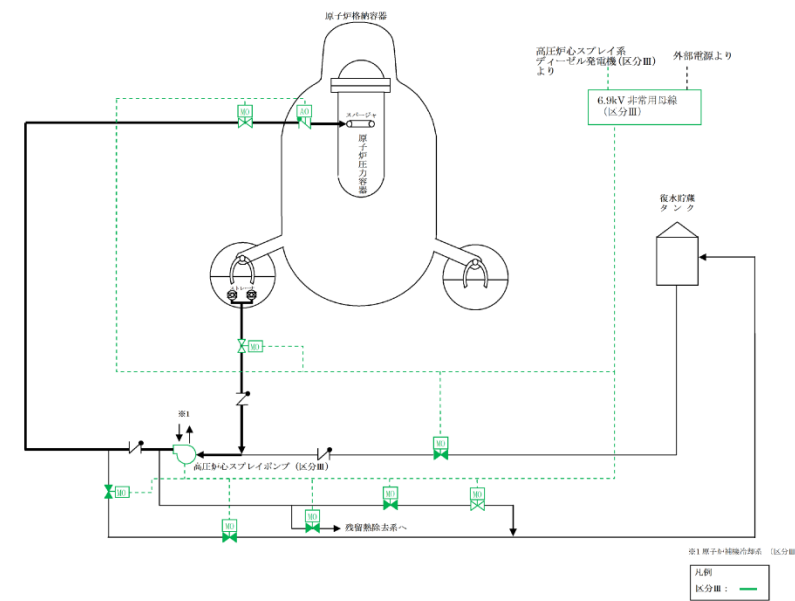 原子炉格納容器
高圧炉心スプレイ系
ディーゼル発電機(区分Ⅲ)
より
外部電源より
6.9kV 非常用母線
(区分Ⅲ)
MO
AO
スパージャ
原子炉圧力容器
復水貯蔵
タンク
ストレーナ
MO
※1
MO
高圧炉心スプレイポンプ (区分Ⅲ)
MO
MO
MO
MO
MO
残留熱除去系へ
※1 原子炉補機冷却系 (区分Ⅲ
凡例
区分Ⅲ: